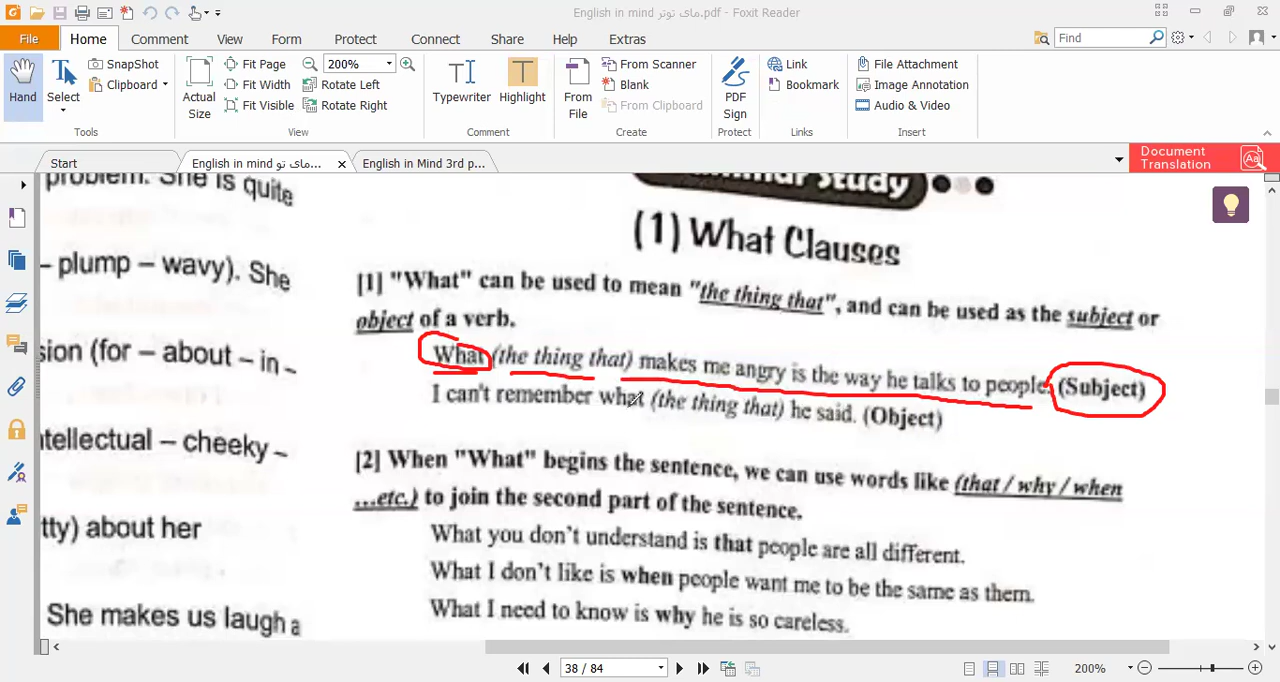 English in mind ماى توتر.pdf - Foxit Reader
File Home Comment View Form Protect Connect Share Help Extras Find
Hand Select SnapShot Clipboard Actual Size Fit Page Fit Width Fit Visible 200% Rotate Left Rotate Right Typewriter Highlight From File From Scanner Blank From Clipboard PDF Sign Link Bookmark File Attachment Image Annotation Audio & Video
Tools View Comment Create Protect Links Insert
Start English in mind ماى تو... English in Mind 3rd p... Document Translation
problem. She is quite
– plump – wavy). She
sion (for – about – in –
ntellectual – cheeky –
tty) about her
She makes us laugh a
Study
(1) What Clauses
[1] "What" can be used to mean "the thing that", and can be used as the subject or
object of a verb.
What (the thing that) makes me angry is the way he talks to people. (Subject)
I can't remember what (the thing that) he said. (Object)
[2] When "What" begins the sentence, we can use words like (that / why / when
...etc.) to join the second part of the sentence.
What you don't understand is that people are all different.
What I don't like is when people want me to be the same as them.
What I need to know is why he is so careless.
38 / 84 200%